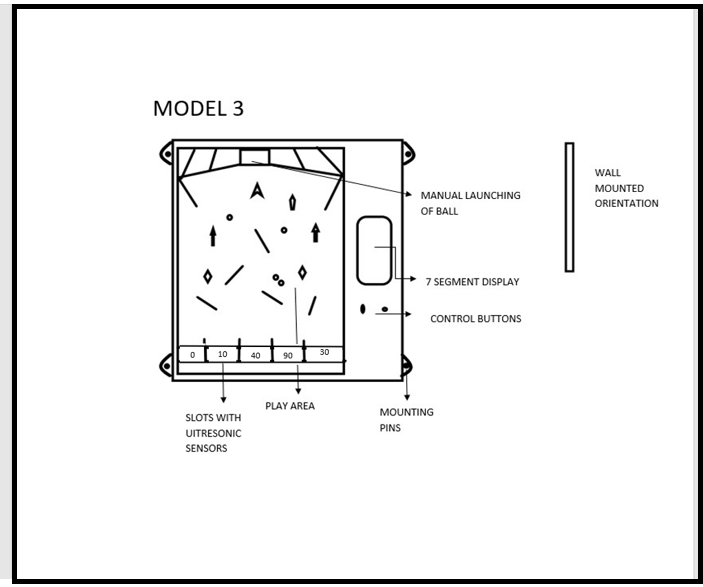 MODEL 3
MANUAL LAUNCHING
OF BALL
WALL
MOUNTED
ORIENTATION
7 SEGMENT DISPLAY
CONTROL BUTTONS
0 10 40 90 30
PLAY AREA
SLOTS WITH
UITRESONIC
SENSORS
MOUNTING
PINS